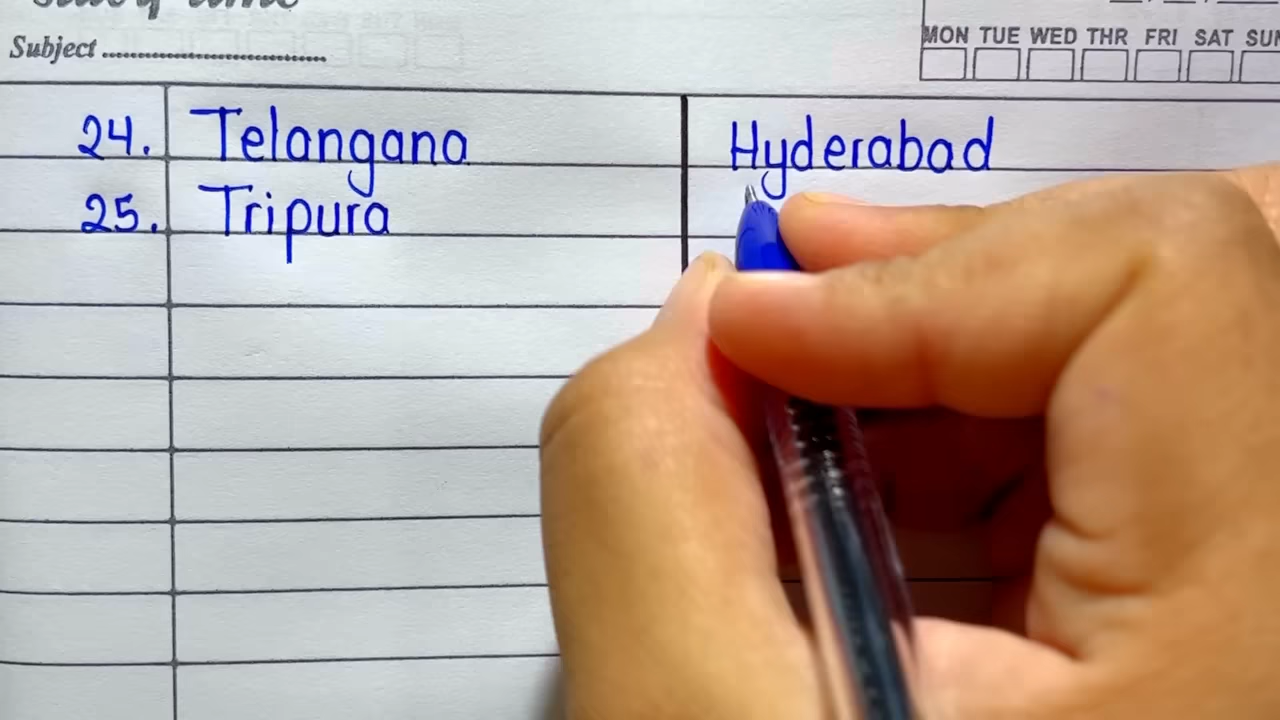 Subject
MON TUE WED THR FRI SAT SUN
24. Telangana Hyderabad
25. Tripura